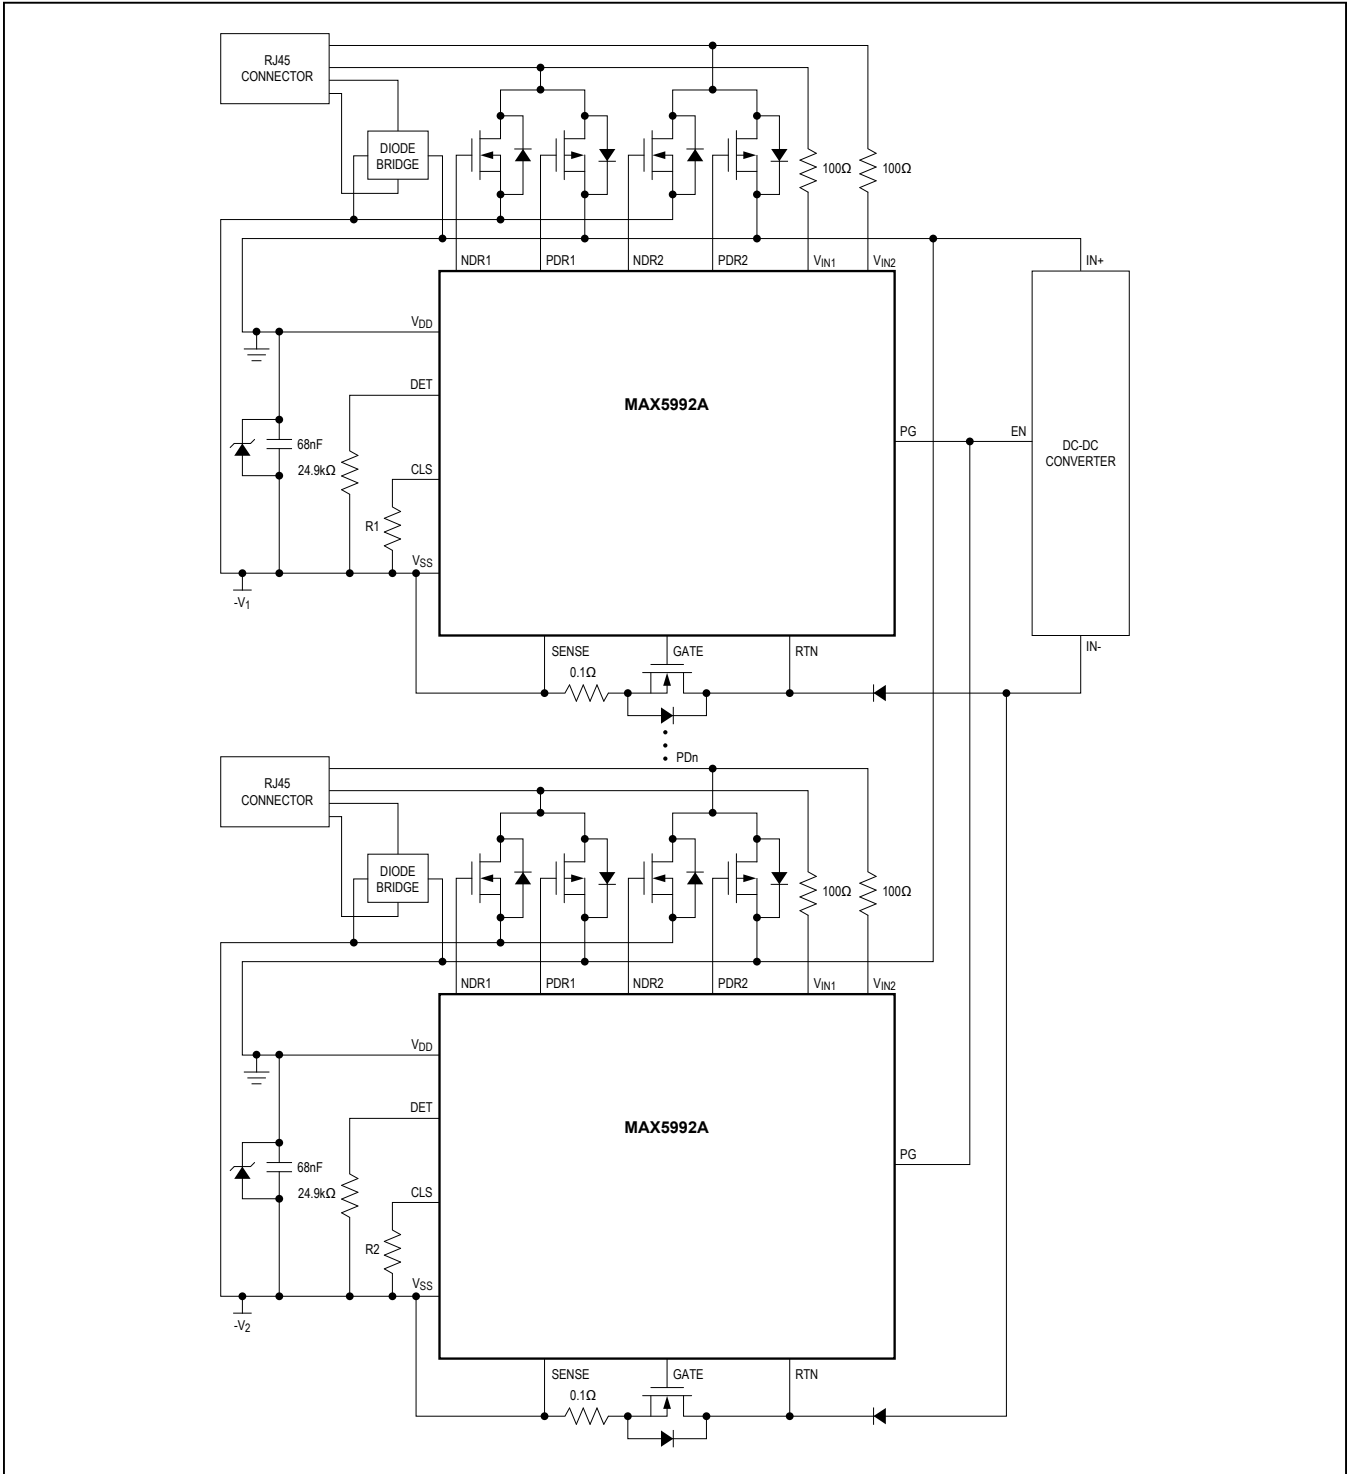 RJ45
CONNECTOR
DIODE
BRIDGE
100Ω
100Ω
NDR1
PDR1
NDR2
PDR2
VIN1
VIN2
IN+
VDD
DET
MAX5992A
68nF
24.9kΩ
CLS
R1
PG
EN
DC-DC
CONVERTER
VSS
-V1
SENSE
GATE
RTN
IN-
0.1Ω
PDn
RJ45
CONNECTOR
DIODE
BRIDGE
100Ω
100Ω
NDR1
PDR1
NDR2
PDR2
VIN1
VIN2
VDD
DET
MAX5992A
68nF
24.9kΩ
CLS
R2
PG
VSS
-V2
SENSE
GATE
RTN
0.1Ω